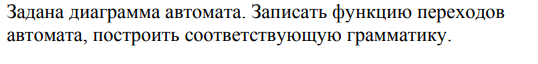 Задана диаграмма автомата. Записать функцию переходов
автомата, построить соответствующую грамматику.